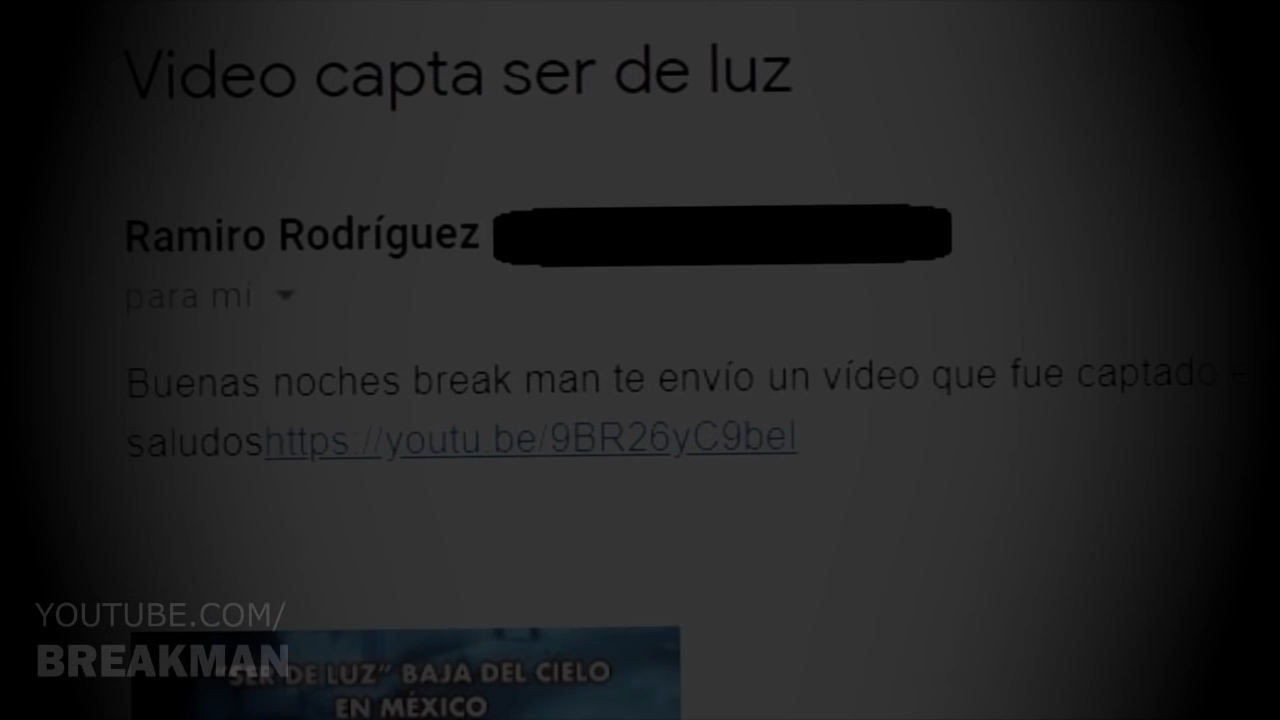 Video capta ser de luz
Ramiro Rodríguez
para mí
Buenas noches break man te envío un vídeo que fue captado
saludoshttps://youtu.be/9BR26yC9beI
YOUTUBE.COM/
BREAKMAN
"SER DE LUZ" BAJA DEL CIELO
EN MÉXICO